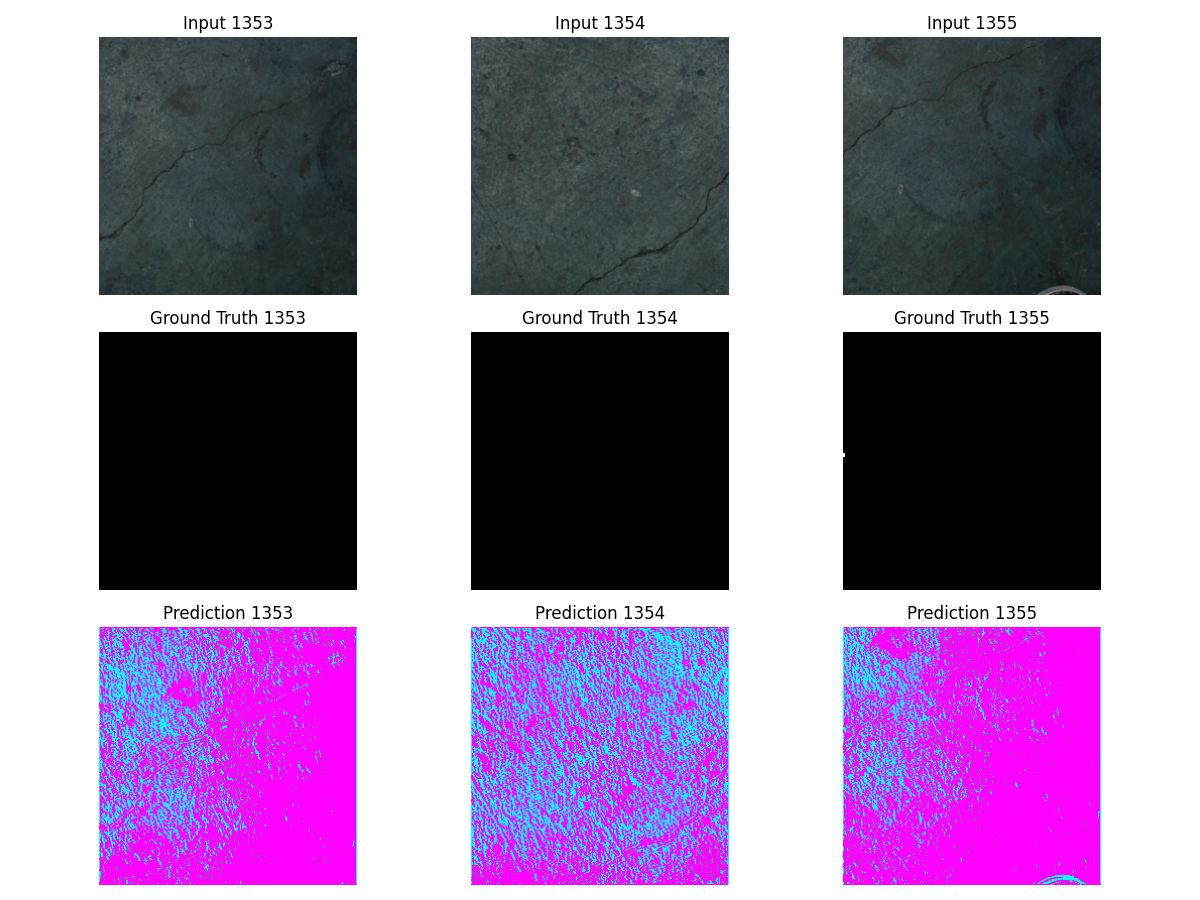 Input 1353
Input 1354
Input 1355
Ground Truth 1353
Ground Truth 1354
Ground Truth 1355
Prediction 1353
Prediction 1354
Prediction 1355